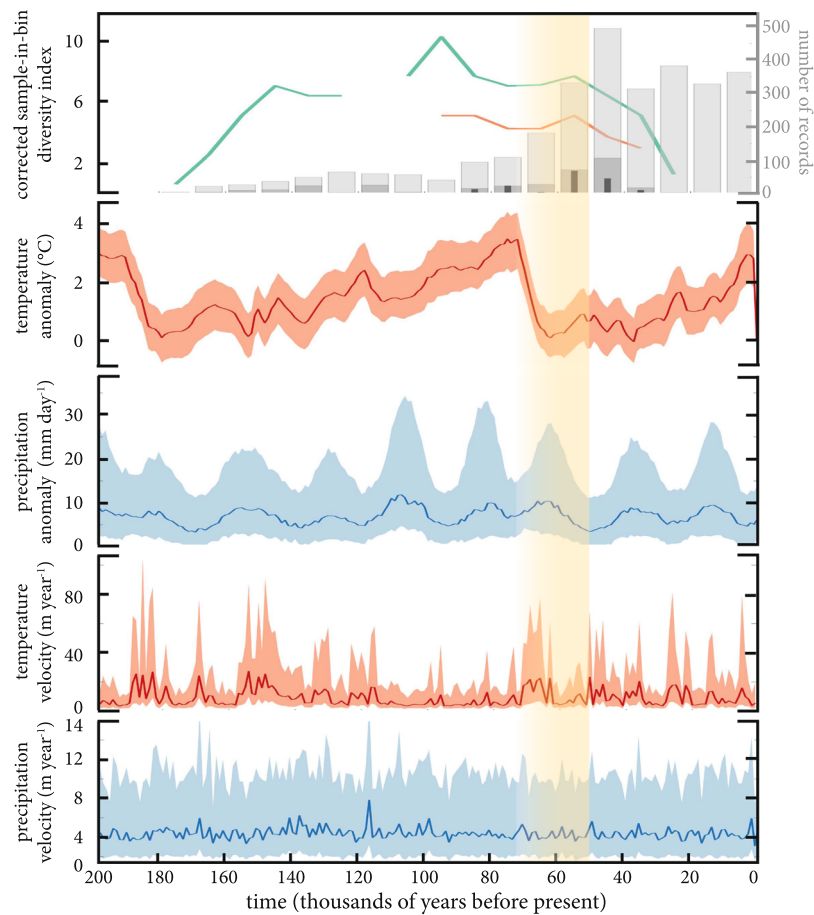 corrected sample-in-bin
diversity index
10
6
2
500
400
300
200
100
0
number of records
temperature
anomaly (°C)
4
2
0
precipitation
anomaly (mm day⁻¹)
30
20
10
0
temperature
velocity (m year⁻¹)
80
40
0
precipitation
velocity (m year⁻¹)
14
12
8
4
0
200 180 160 140 120 100 80 60 40 20 0
time (thousands of years before present)